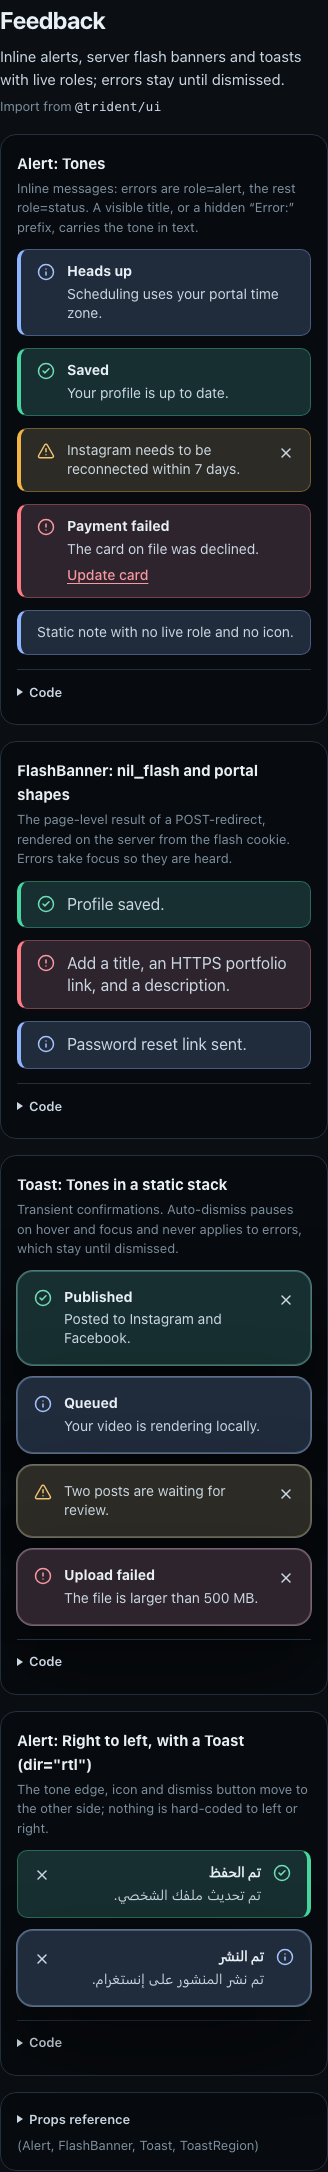 Feedback
Inline alerts, server flash banners and toasts
with live roles; errors stay until dismissed.
Import from @trident/ui
Alert: Tones
Inline messages: errors are role=alert, the rest
role=status. A visible title, or a hidden “Error:”
prefix, carries the tone in text.
Heads up
Scheduling uses your portal time
zone.
Saved
Your profile is up to date.
Instagram needs to be
reconnected within 7 days.
Payment failed
The card on file was declined.
Update card
Static note with no live role and no icon.
Code
FlashBanner: nil_flash and portal
shapes
The page-level result of a POST-redirect,
rendered on the server from the flash cookie.
Errors take focus so they are heard.
Profile saved.
Add a title, an HTTPS portfolio
link, and a description.
Password reset link sent.
Code
Toast: Tones in a static stack
Transient confirmations. Auto-dismiss pauses
on hover and focus and never applies to errors,
which stay until dismissed.
Published
Posted to Instagram and
Facebook.
Queued
Your video is rendering locally.
Two posts are waiting for
review.
Upload failed
The file is larger than 500 MB.
Code
Alert: Right to left, with a Toast
(dir="rtl")
The tone edge, icon and dismiss button move to
the other side; nothing is hard-coded to left or
right.
تم الحفظ
تم تحديث ملفك الشخصي.
تم النشر
تم نشر المنشور على إنستغرام.
Code
Props reference
(Alert, FlashBanner, Toast, ToastRegion)